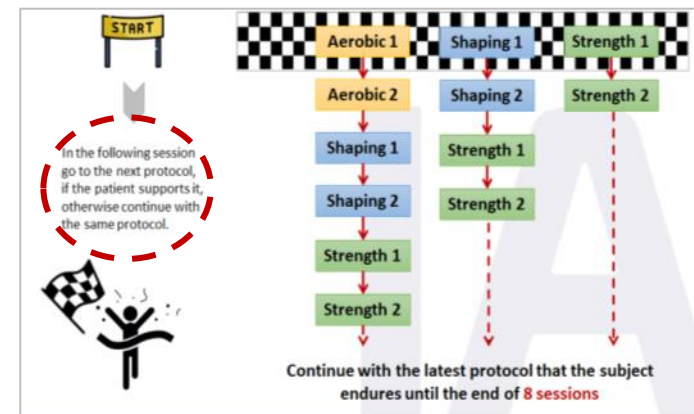 START
In the following session
go to the next protocol,
if the patient supports it,
otherwise continue with
the same protocol.
Aerobic 1
Shaping 1
Strength 1
Aerobic 2
Shaping 2
Strength 2
Shaping 1
Strength 1
Shaping 2
Strength 2
Strength 1
Strength 2
Continue with the latest protocol that the subject
endures until the end of 8 sessions
IA